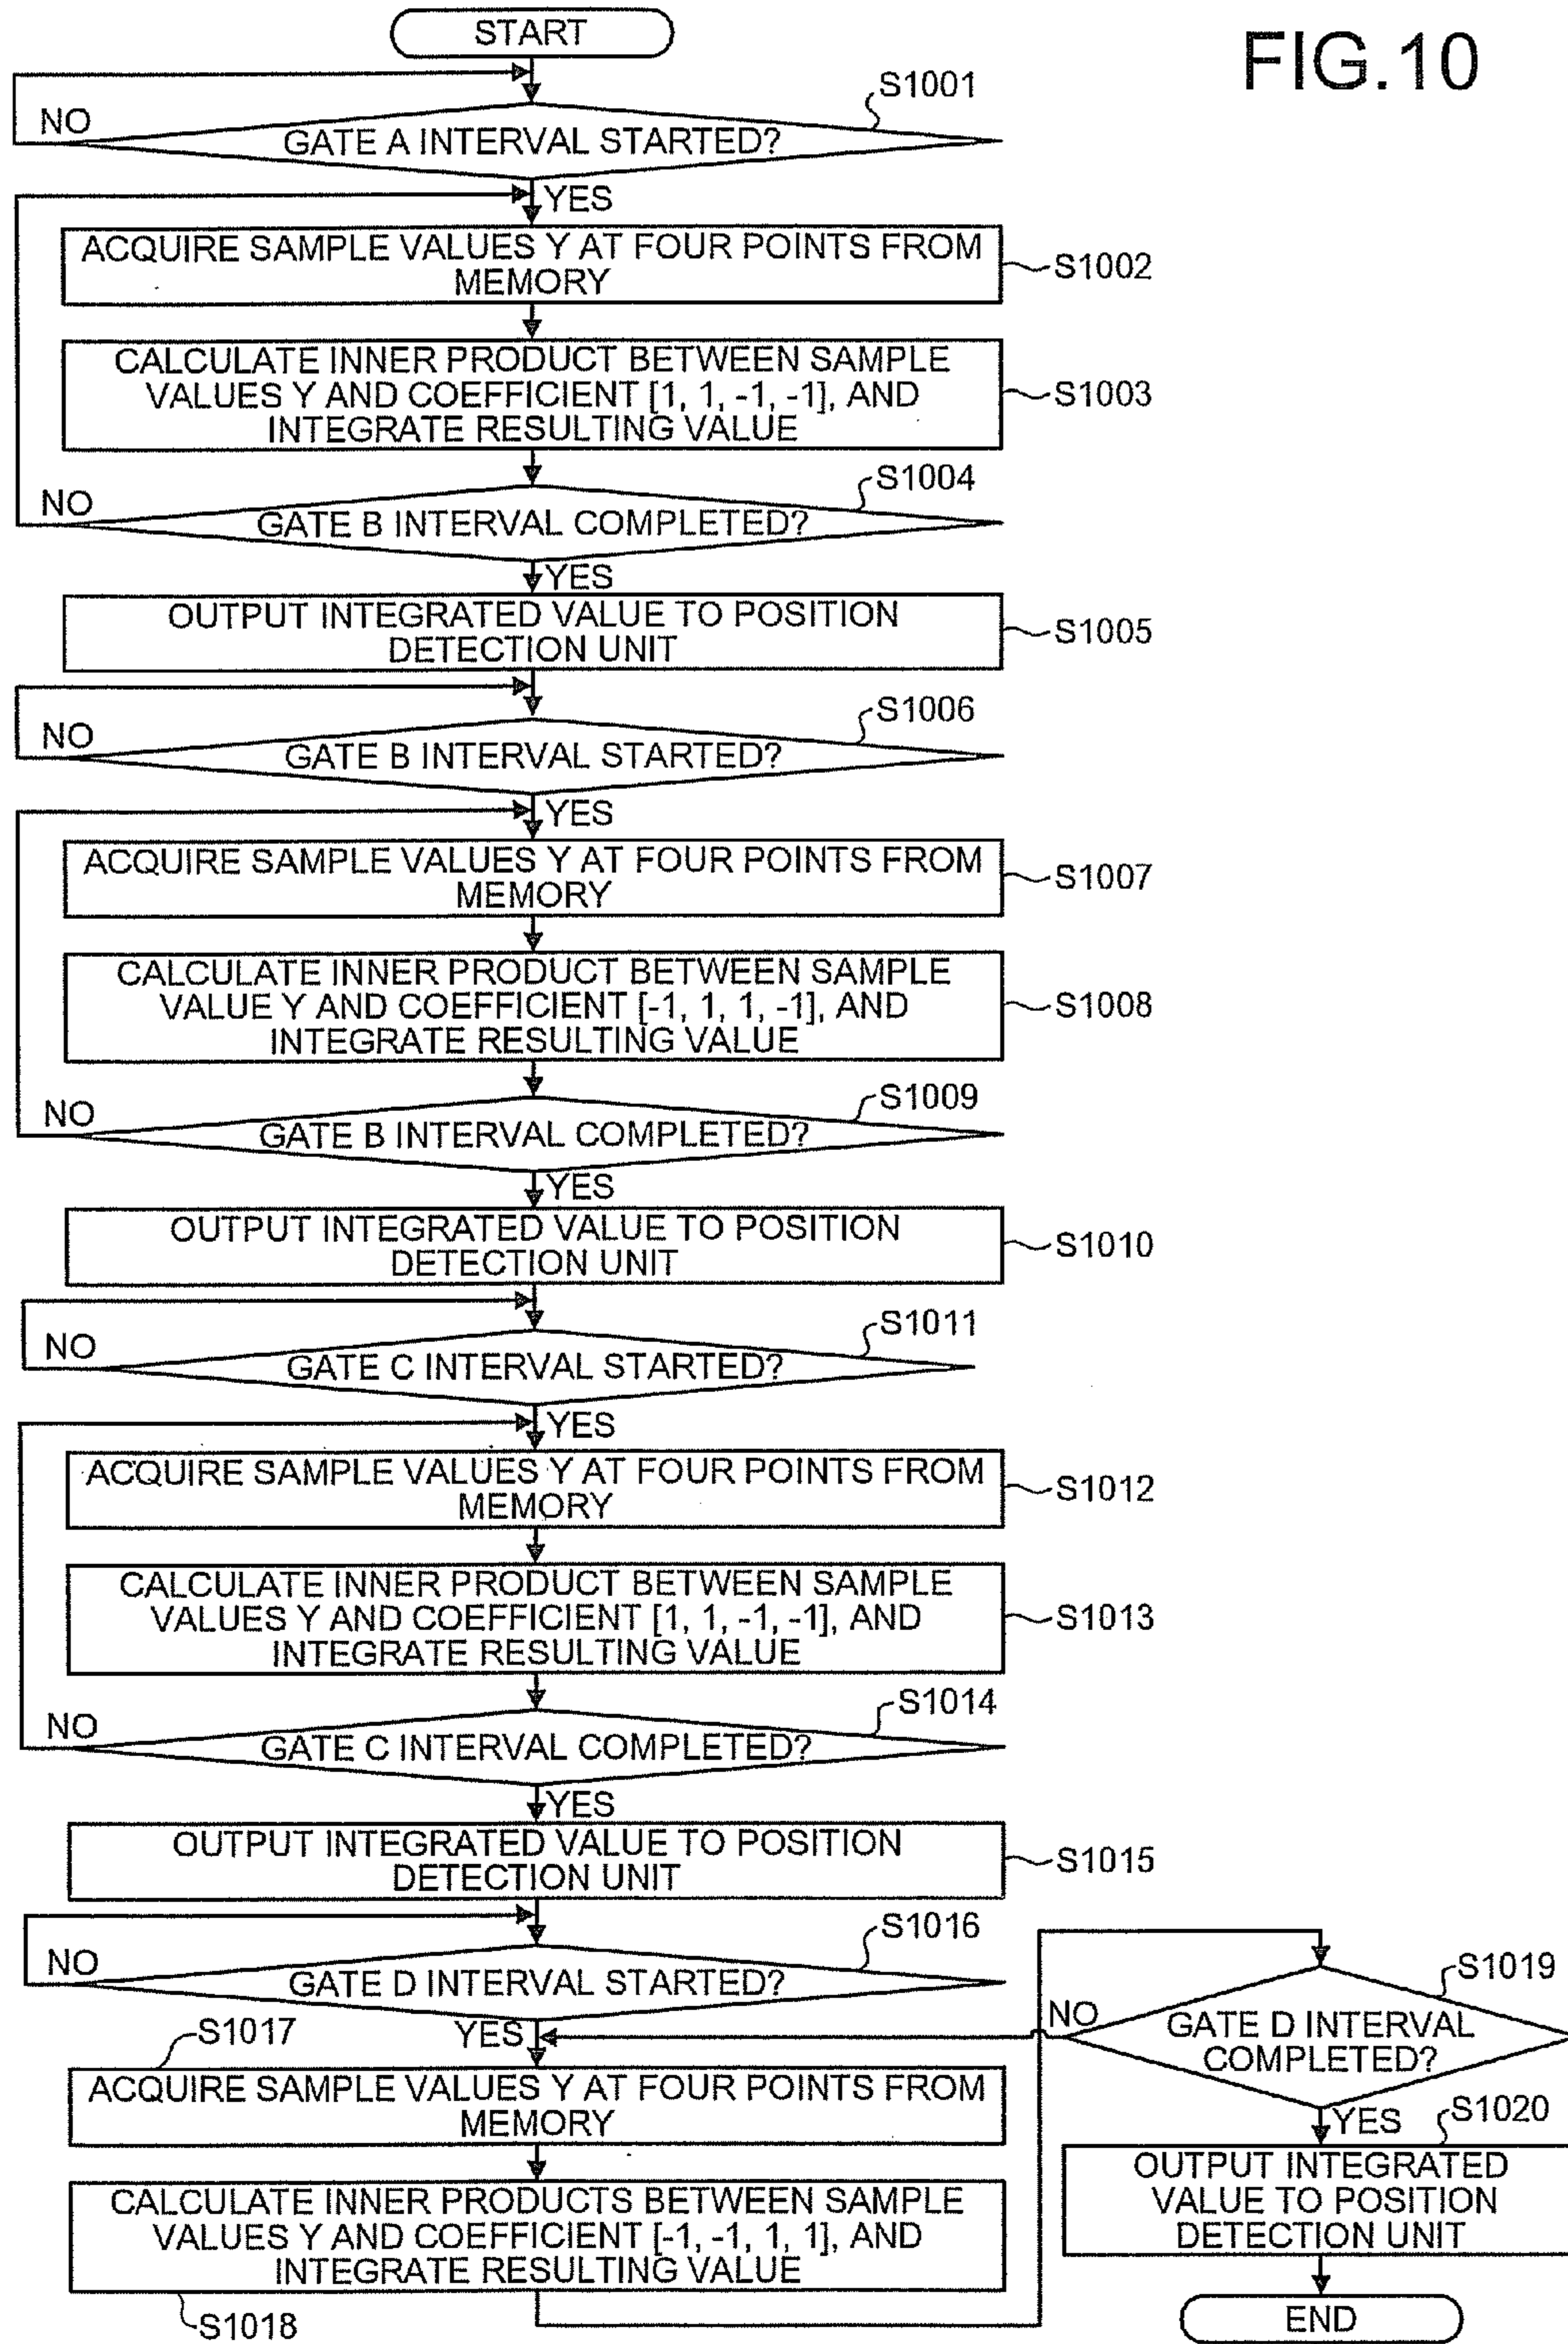 FIG.10
START
S1001
NO
GATE A INTERVAL STARTED?
YES
ACQUIRE SAMPLE VALUES Y AT FOUR POINTS FROM
MEMORY
S1002
CALCULATE INNER PRODUCT BETWEEN SAMPLE
VALUES Y AND COEFFICIENT [1, 1, -1, -1], AND
INTEGRATE RESULTING VALUE
S1003
S1004
NO
GATE B INTERVAL COMPLETED?
YES
OUTPUT INTEGRATED VALUE TO POSITION
DETECTION UNIT
S1005
S1006
NO
GATE B INTERVAL STARTED?
YES
ACQUIRE SAMPLE VALUES Y AT FOUR POINTS FROM
MEMORY
S1007
CALCULATE INNER PRODUCT BETWEEN SAMPLE
VALUE Y AND COEFFICIENT [-1, 1, 1, -1], AND
INTEGRATE RESULTING VALUE
S1008
S1009
NO
GATE B INTERVAL COMPLETED?
YES
OUTPUT INTEGRATED VALUE TO POSITION
DETECTION UNIT
S1010
S1011
NO
GATE C INTERVAL STARTED?
YES
ACQUIRE SAMPLE VALUES Y AT FOUR POINTS FROM
MEMORY
S1012
CALCULATE INNER PRODUCT BETWEEN SAMPLE
VALUES Y AND COEFFICIENT [1, 1, -1, -1], AND
INTEGRATE RESULTING VALUE
S1013
S1014
NO
GATE C INTERVAL COMPLETED?
YES
OUTPUT INTEGRATED VALUE TO POSITION
DETECTION UNIT
S1015
S1016
NO
GATE D INTERVAL STARTED?
YES
S1017
ACQUIRE SAMPLE VALUES Y AT FOUR POINTS FROM
MEMORY
CALCULATE INNER PRODUCTS BETWEEN SAMPLE
VALUES Y AND COEFFICIENT [-1, -1, 1, 1], AND
INTEGRATE RESULTING VALUE
S1018
S1019
NO
GATE D INTERVAL
COMPLETED?
YES
S1020
OUTPUT INTEGRATED
VALUE TO POSITION
DETECTION UNIT
END